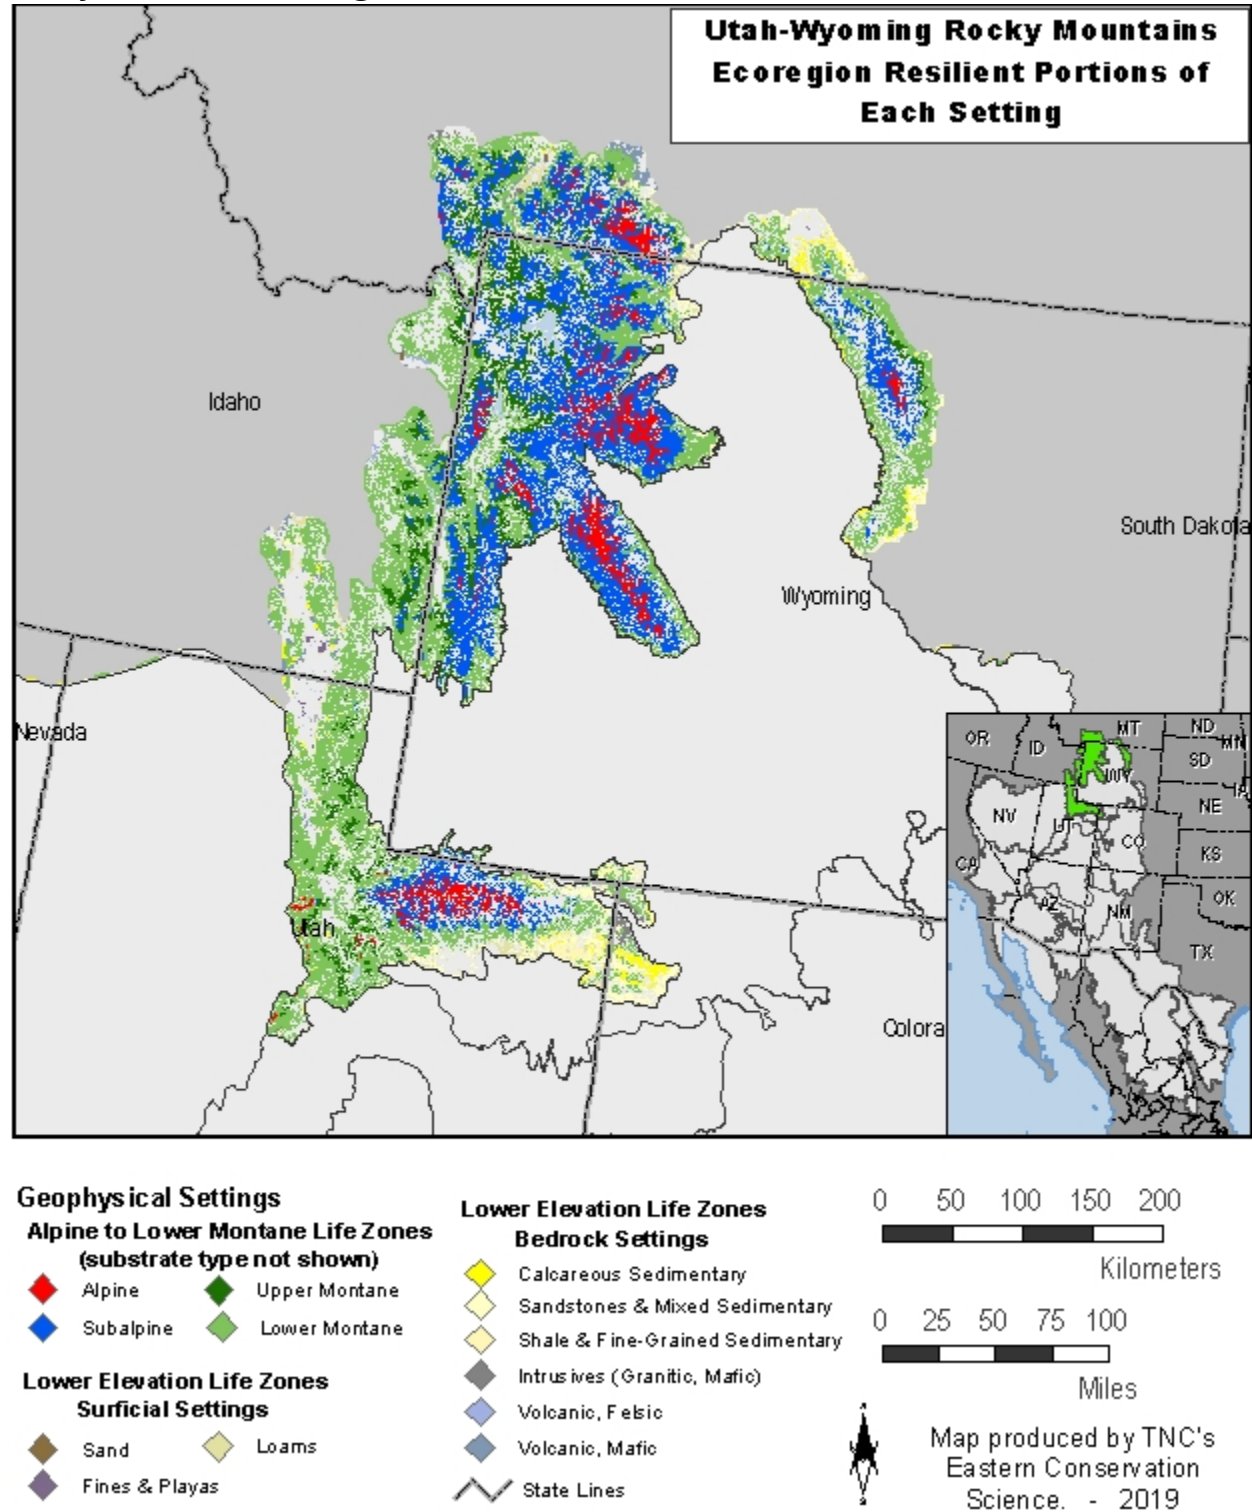 Utah-Wyoming Rocky Mountains
Ecoregion Resilient Portions of
Each Setting
Idaho
South Dakota
Wyoming
Nevada
Utah
Colora
OR
ID
MT
ND
MN
SD
WY
IA
NE
NV
UT
CO
KS
CA
OK
AZ
NM
TX
Geophysical Settings
Alpine to Lower Montane Life Zones
(substrate type not shown)
Alpine
Upper Montane
Subalpine
Lower Montane
Lower Elevation Life Zones
Surficial Settings
Sand
Loams
Fines & Playas
Lower Elevation Life Zones
Bedrock Settings
Calcareous Sedimentary
Sandstones & Mixed Sedimentary
Shale & Fine-Grained Sedimentary
Intrusives (Granitic, Mafic)
Volcanic, Felsic
Volcanic, Mafic
State Lines
0 50 100 150 200
Kilometers
0 25 50 75 100
Miles
Map produced by TNC's
Eastern Conservation
Science. - 2019